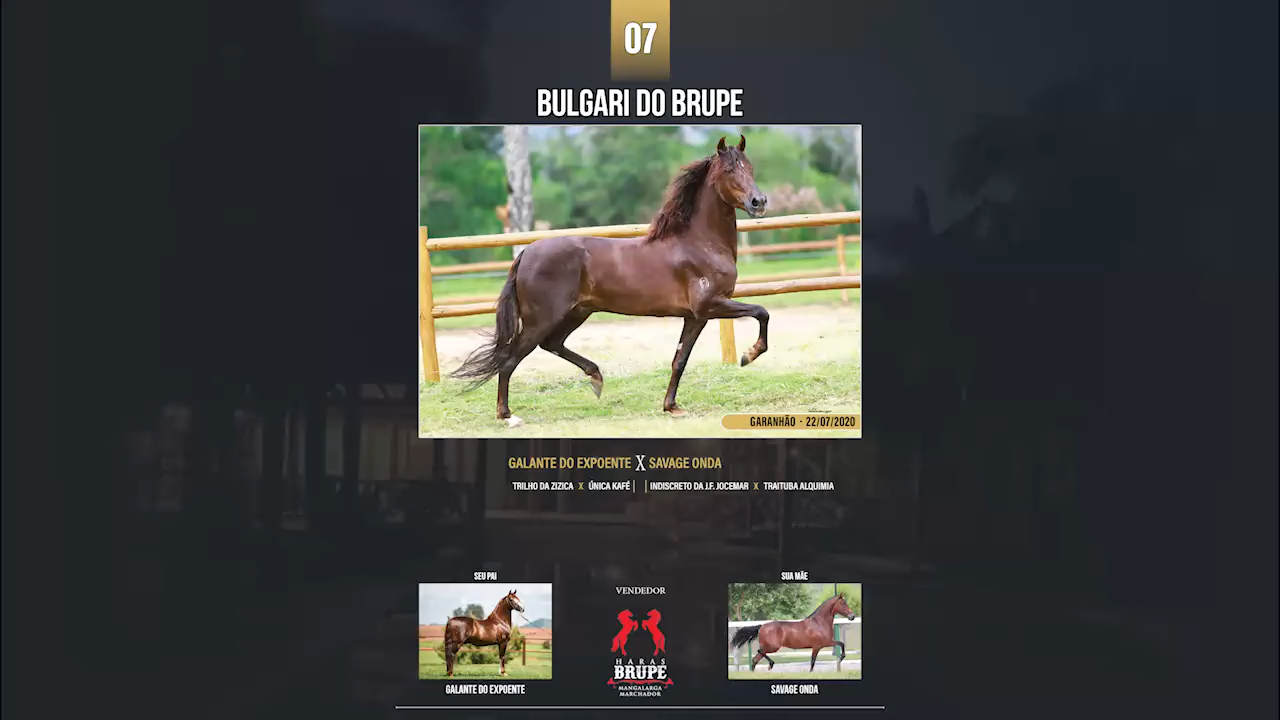 07
BULGARI DO BRUPE
GARANHÃO - 22/07/2020
GALANTE DO EXPOENTE X SAVAGE ONDA
TRILHO DA ZIZICA X ÚNICA KAFÉ | | INDISCRETO DA J.F. JOCEMAR X TRAITUBA ALQUIMIA
SEU PAI
GALANTE DO EXPOENTE
VENDEDOR
HARAS
BRUPE
MANGALARGA
MARCHADOR
SUA MÃE
SAVAGE ONDA